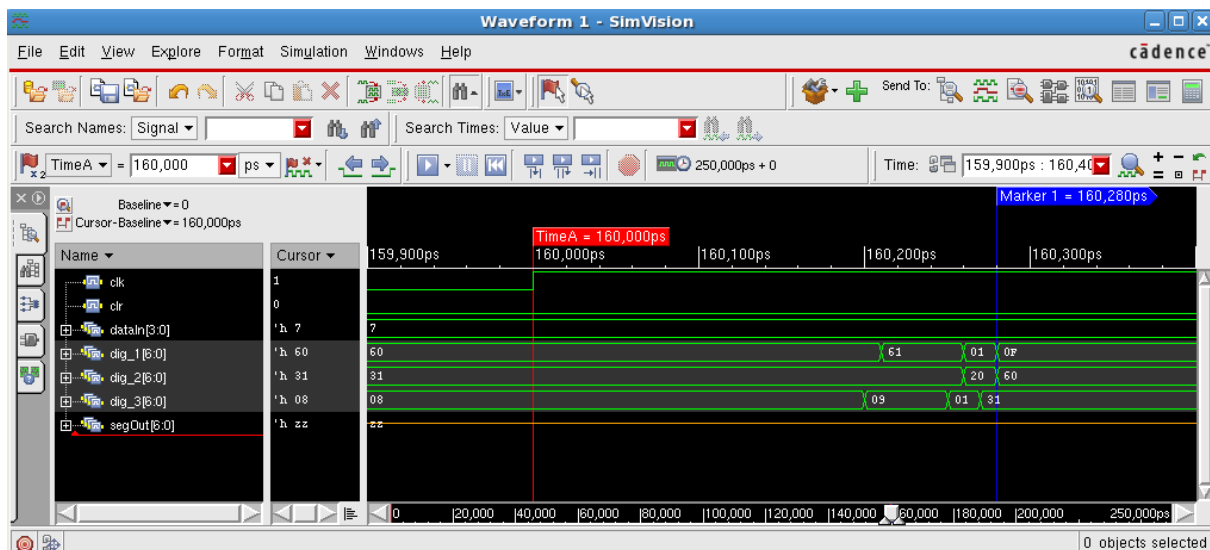 Waveform 1 - SimVision
File Edit View Explore Format Simulation Windows Help cādence
Send To:
Search Names: Signal Search Times: Value
x2 TimeA = 160,000 ps 250,000ps + 0 Time: 159,900ps : 160,40
Baseline = 0
Cursor-Baseline = 160,000ps
Marker 1 = 160,280ps
TimeA = 160,000ps
Name Cursor 159,900ps 160,000ps 160,100ps 160,200ps 160,300ps
clk 1
clr 0
dataIn[3:0] 'h 7 7
dig_1[6:0] 'h 60 60 61 01 0F
dig_2[6:0] 'h 31 31 20 60
dig_3[6:0] 'h 08 08 09 01 31
segOut[6:0] 'h zz zz
0 20,000 40,000 60,000 80,000 100,000 120,000 140,000 60,000 180,000 200,000 250,000ps
0 objects selected